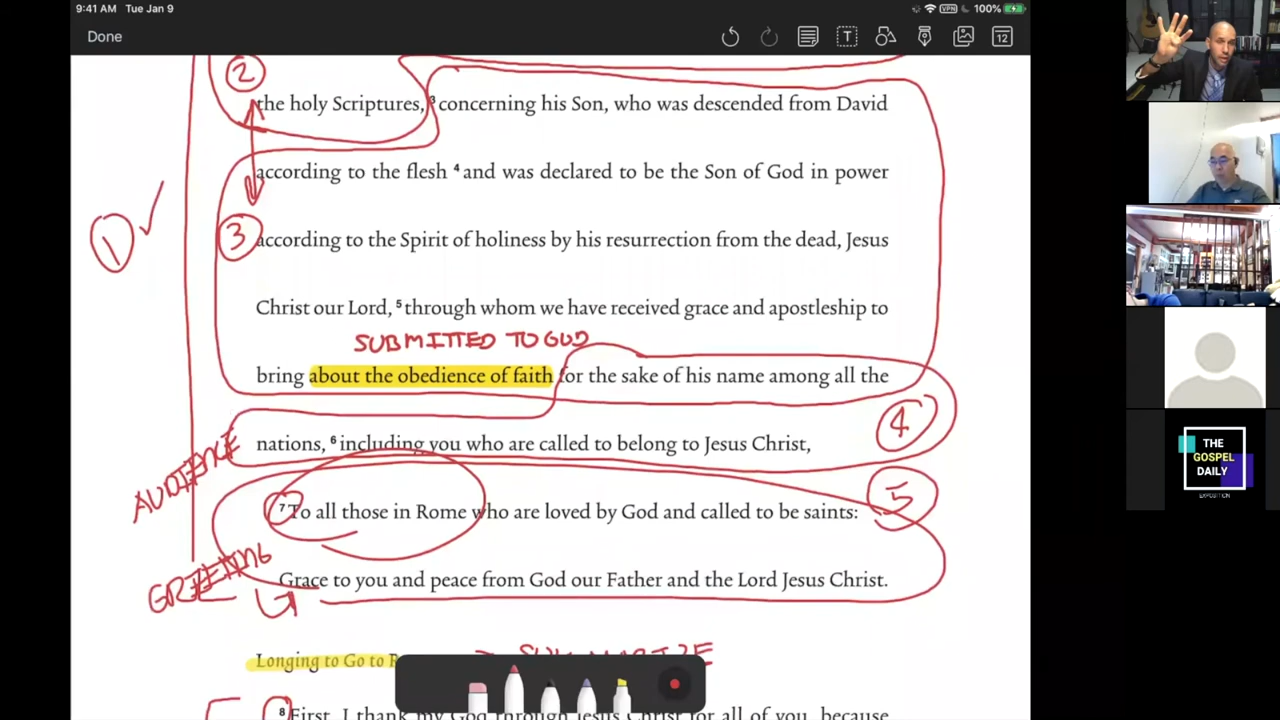 9:41 AM Tue Jan 9
VPN 100%
Done
T
12
2
the holy Scriptures, 3 concerning his Son, who was descended from David
according to the flesh 4 and was declared to be the Son of God in power
1
3
according to the Spirit of holiness by his resurrection from the dead, Jesus
Christ our Lord, 5 through whom we have received grace and apostleship to
SUBMITTED TO GOD
bring about the obedience of faith for the sake of his name among all the
4
nations, 6 including you who are called to belong to Jesus Christ,
AUDIENCE
5
7 To all those in Rome who are loved by God and called to be saints:
GREETING
Grace to you and peace from God our Father and the Lord Jesus Christ.
Longing to Go to R
8 First, I thank my God through Jesus Christ for all of you, because
THE
GOSPEL
DAILY
EXPOSITION